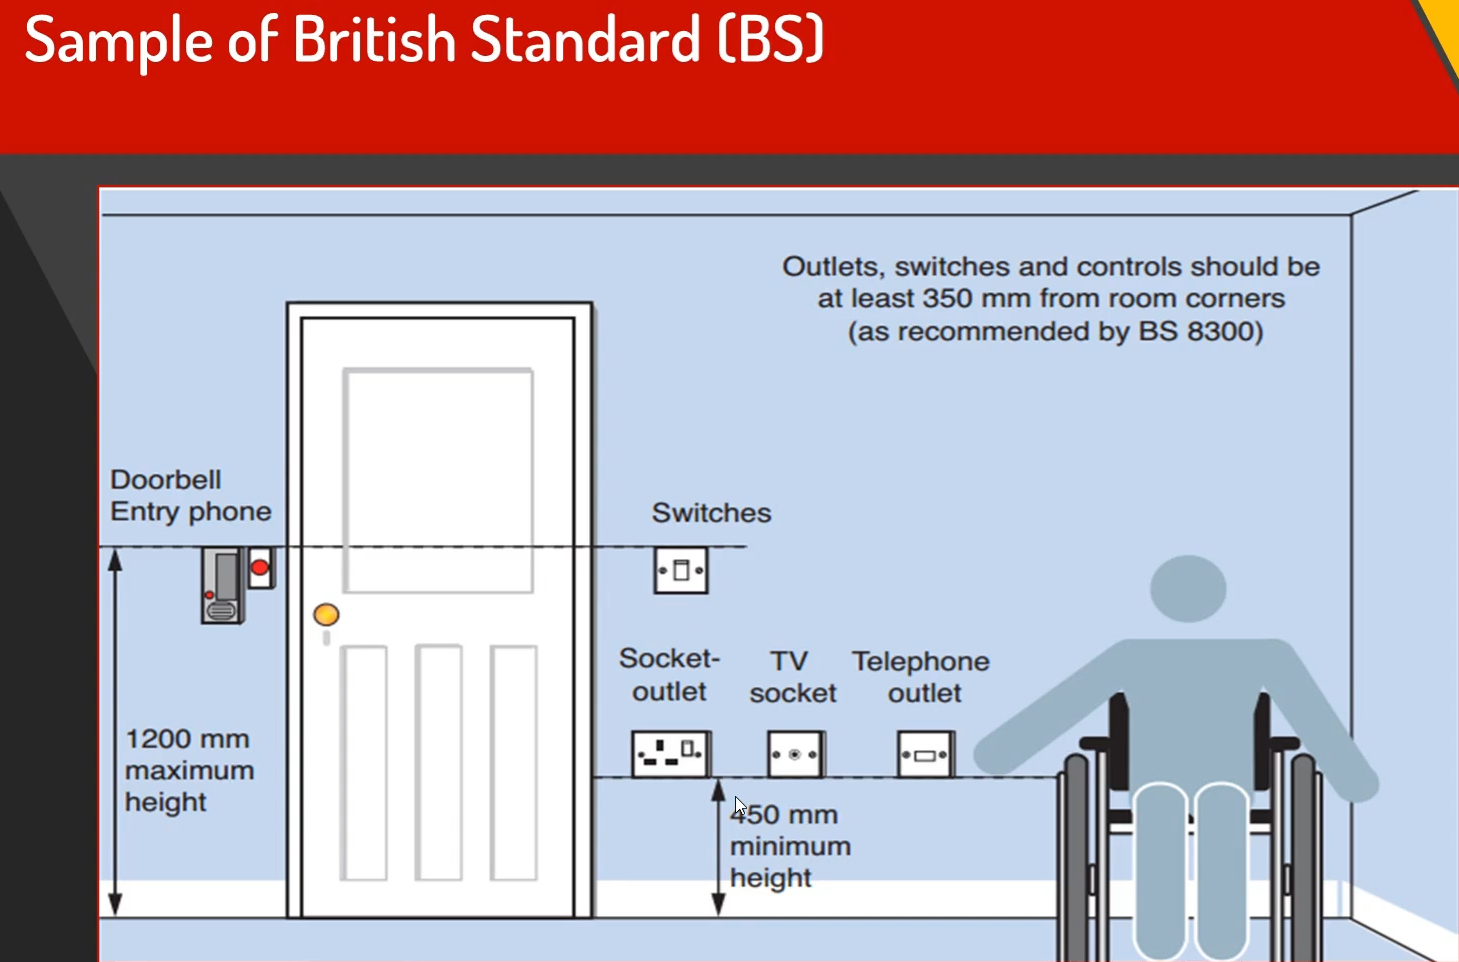 Sample of British Standard (BS)
Outlets, switches and controls should be
at least 350 mm from room corners
(as recommended by BS 8300)
Doorbell
Entry phone
Switches
Socket-
outlet
TV
socket
Telephone
outlet
1200 mm
maximum
height
450 mm
minimum
height